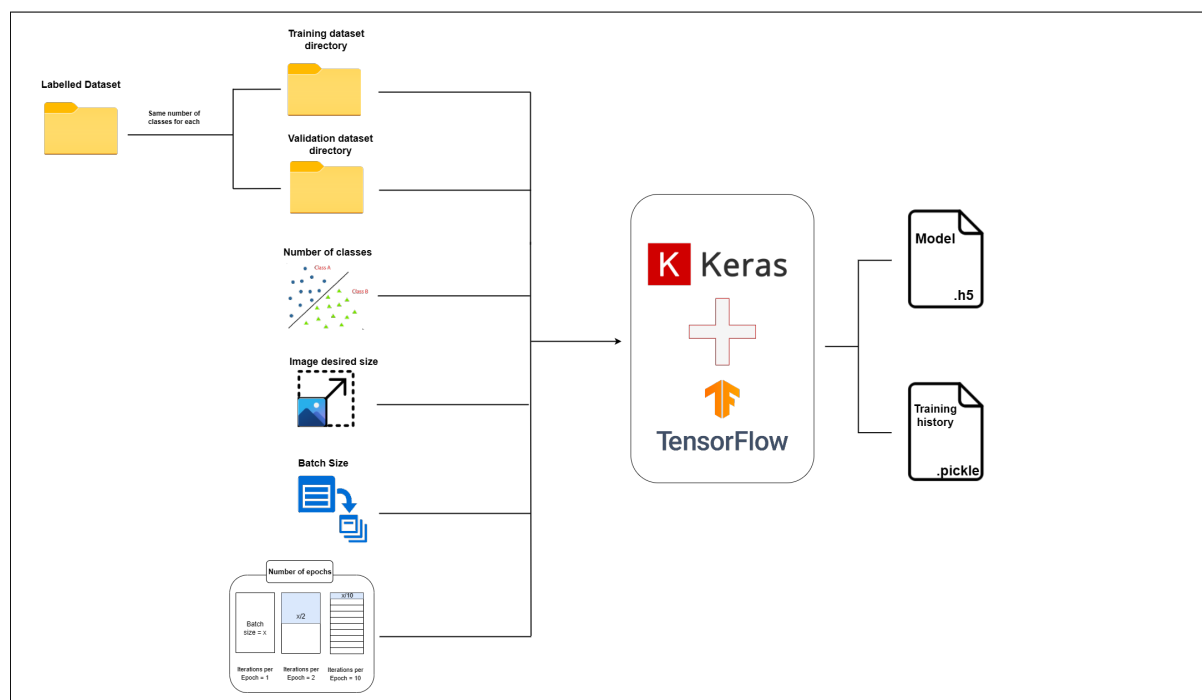 Labelled Dataset
Same number of
classes for each
Training dataset
directory
Validation dataset
directory
Number of classes
Class A
Class B
Image desired size
Batch Size
Number of epochs
Batch
size = x
x/2
x/10
Iterations per
Epoch = 1
Iterations per
Epoch = 2
Iterations per
Epoch = 10
K Keras
TensorFlow
Model
.h5
Training
history
.pickle